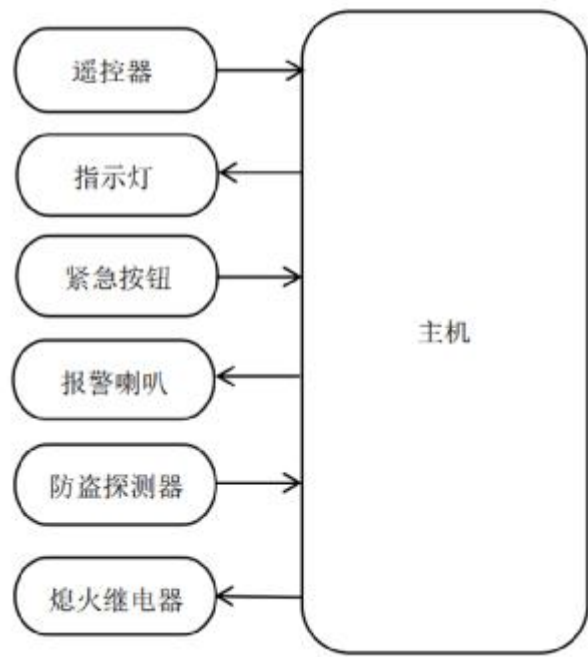 遥控器
指示灯
紧急按钮
报警喇叭
防盗探测器
熄火继电器
主机